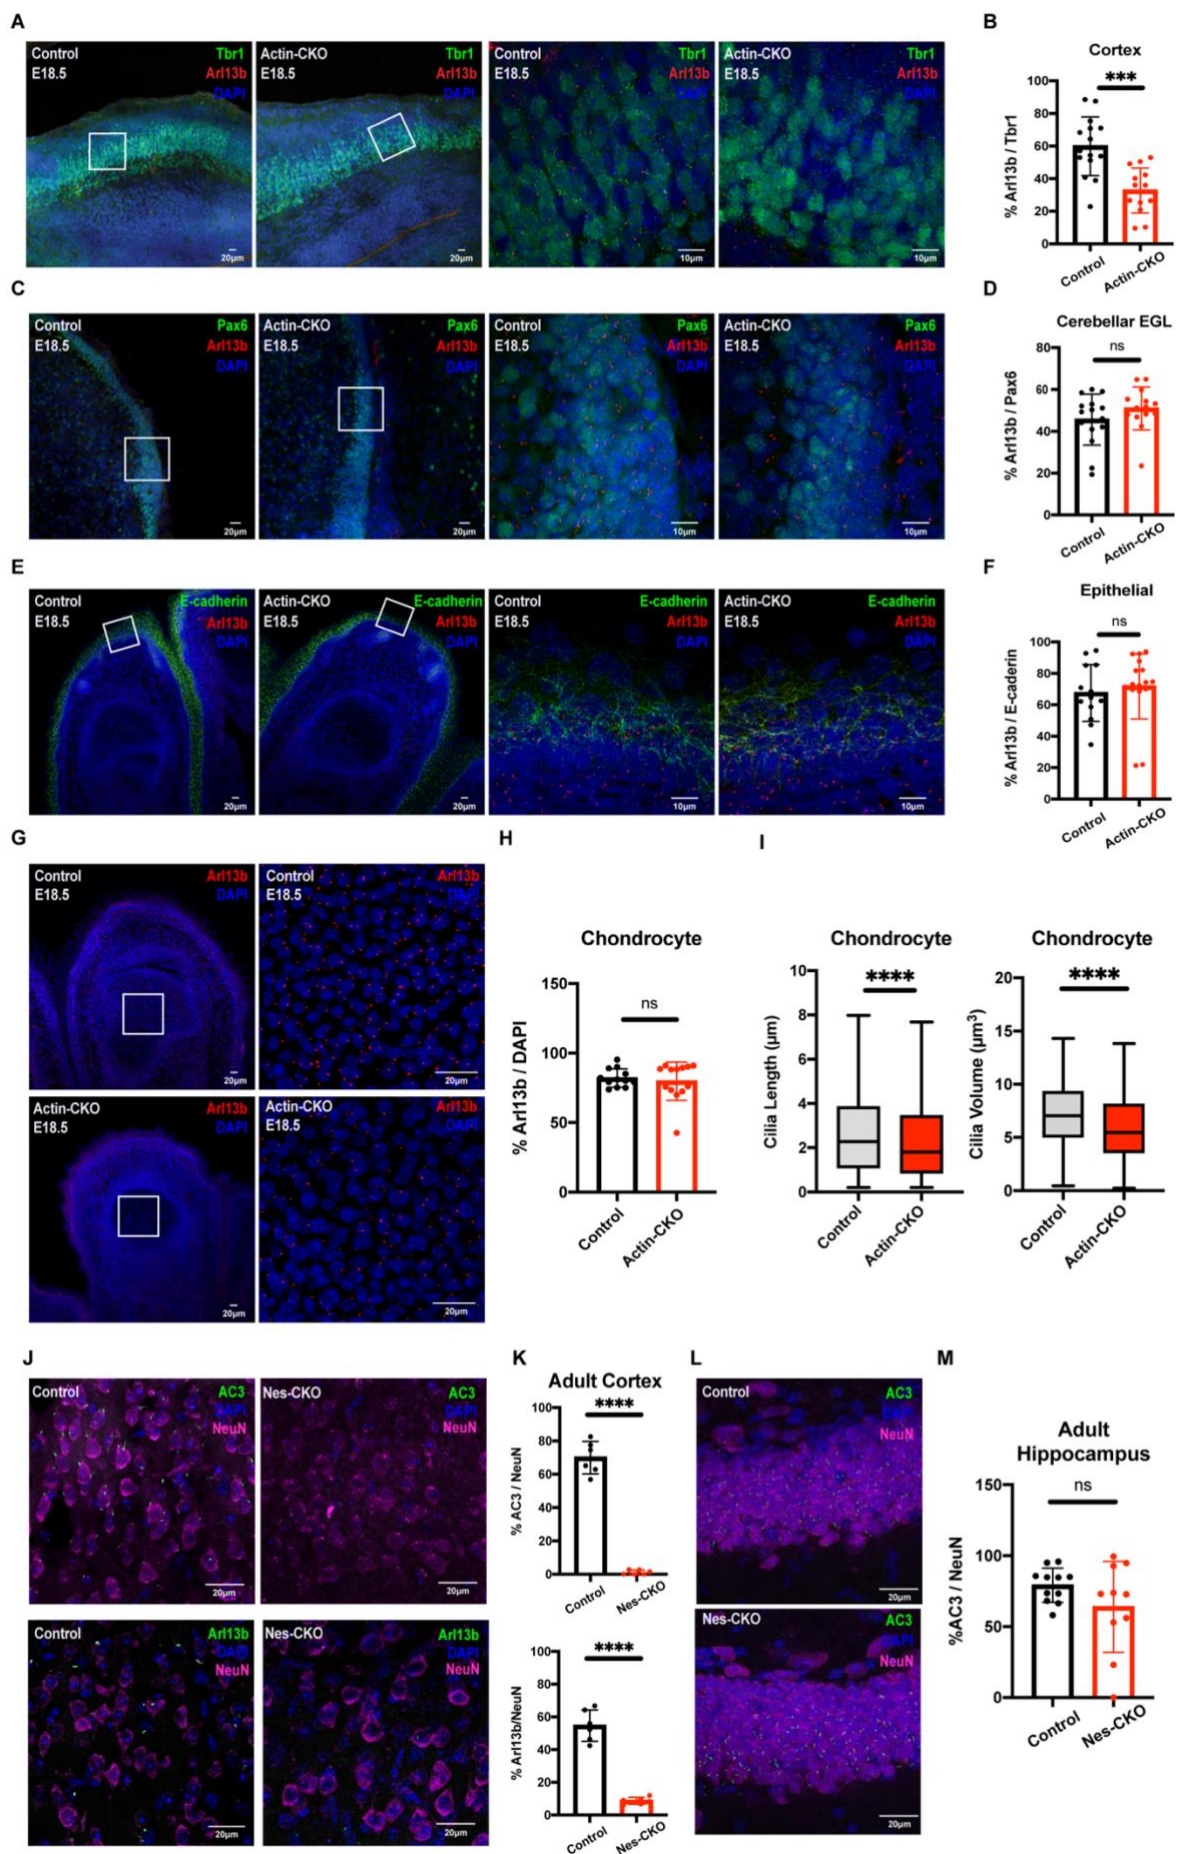 A
Control
E18.5
Tbr1
Arl13b
DAPI
20μm
Actin-CKO
E18.5
Tbr1
Arl13b
DAPI
20μm
Control
E18.5
Tbr1
Arl13b
DAPI
10μm
Actin-CKO
E18.5
Tbr1
Arl13b
DAPI
10μm
B
Cortex
***
% Arl13b / Tbr1
100
80
60
40
20
0
Control
Actin-CKO
C
Control
E18.5
Pax6
Arl13b
DAPI
20μm
Actin-CKO
E18.5
Pax6
Arl13b
DAPI
20μm
Control
E18.5
Pax6
Arl13b
DAPI
10μm
Actin-CKO
E18.5
Pax6
Arl13b
DAPI
10μm
D
Cerebellar EGL
ns
% Arl13b / Pax6
80
60
40
20
0
Control
Actin-CKO
E
Control
E18.5
E-cadherin
Arl13b
DAPI
20μm
Actin-CKO
E18.5
E-cadherin
Arl13b
DAPI
20μm
Control
E18.5
E-cadherin
Arl13b
DAPI
10μm
Actin-CKO
E18.5
E-cadherin
Arl13b
DAPI
10μm
F
Epithelial
ns
% Arl13b / E-caderin
100
80
60
40
20
0
Control
Actin-CKO
G
Control
E18.5
Arl13b
DAPI
20μm
Control
E18.5
Arl13b
DAPI
20μm
Actin-CKO
E18.5
Arl13b
DAPI
20μm
Actin-CKO
E18.5
Arl13b
DAPI
20μm
H
Chondrocyte
ns
% Arl13b / DAPI
150
100
50
0
Control
Actin-CKO
I
Chondrocyte
****
Cilia Length (μm)
10
8
6
4
2
0
Control
Actin-CKO
Chondrocyte
****
Cilia Volume (μm³)
20
15
10
5
0
Control
Actin-CKO
J
Control
AC3
DAPI
NeuN
20μm
Nes-CKO
AC3
DAPI
NeuN
20μm
Control
Arl13b
DAPI
NeuN
20μm
Nes-CKO
Arl13b
DAPI
NeuN
20μm
K
Adult Cortex
****
% AC3 / NeuN
100
80
60
40
20
0
Control
Nes-CKO
****
% Arl13b/NeuN
100
80
60
40
20
0
Control
Nes-CKO
L
Control
AC3
DAPI
NeuN
20μm
Nes-CKO
AC3
DAPI
NeuN
20μm
M
Adult
Hippocampus
ns
%AC3 / NeuN
150
100
50
0
Control
Nes-CKO